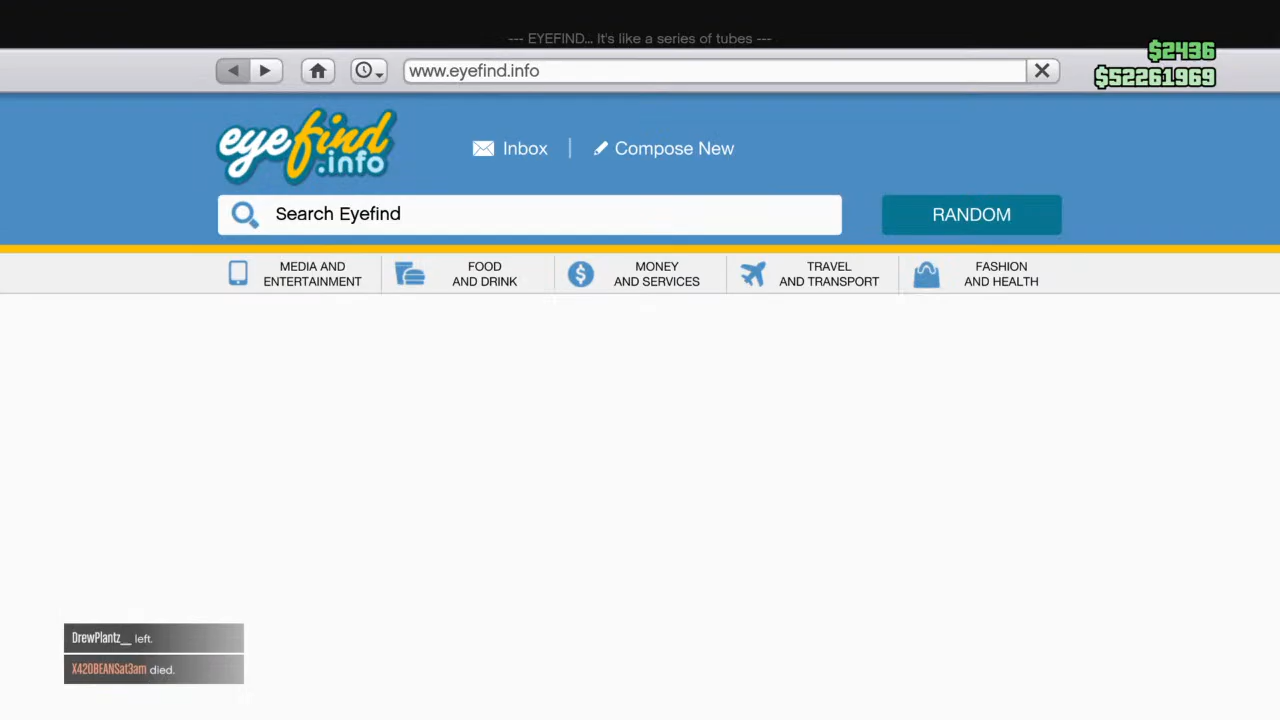 --- EYEFIND... It's like a series of tubes ---
$2436
www.eyefind.info
$52261969
eyefind.info
Inbox
Compose New
Search Eyefind
RANDOM
MEDIA AND
ENTERTAINMENT
FOOD
AND DRINK
MONEY
AND SERVICES
TRAVEL
AND TRANSPORT
FASHION
AND HEALTH
DrewPlantz__ left.
X420BEANSat3am died.